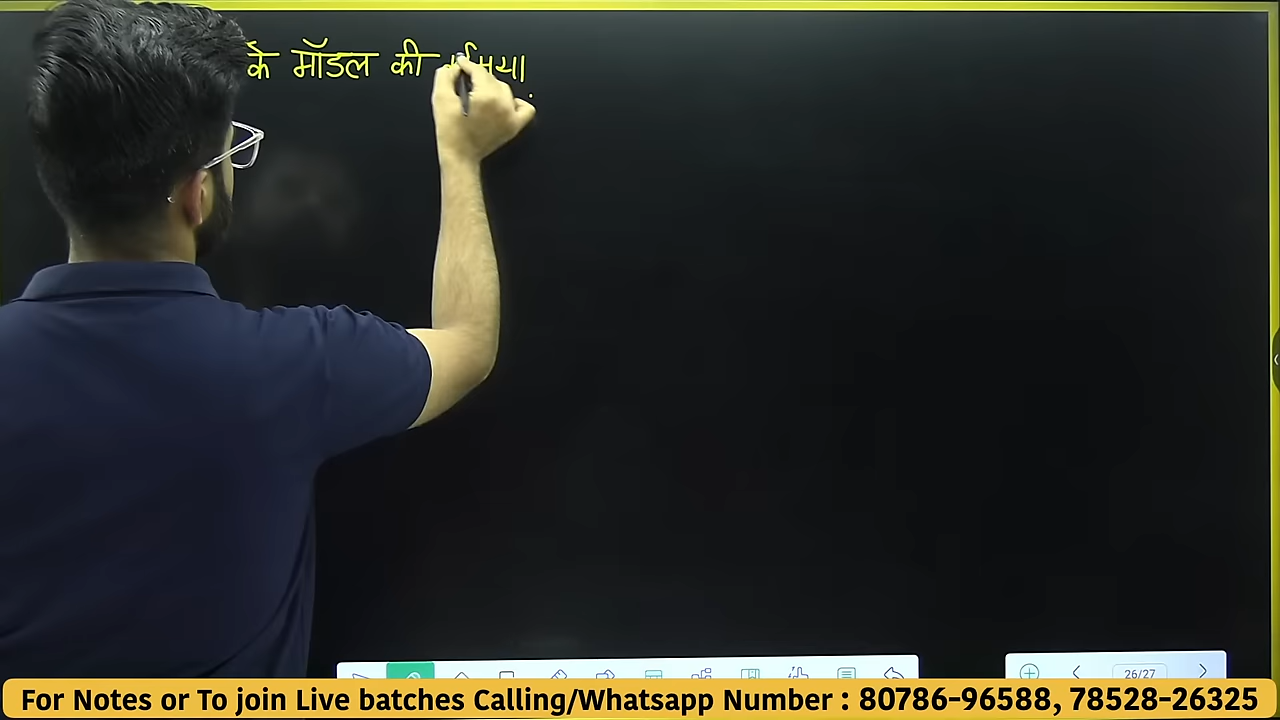 के मॉडल की
26/27
For Notes or To join Live batches Calling/Whatsapp Number : 80786-96588, 78528-26325